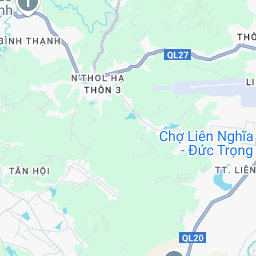 BÌNH THẠNH
THÔ
QL27
N'THOL HẠ
THÔN 3
LI
Chợ Liên Nghĩa
- Đức Trọng
TÂN HỘI
TT. LIÊN
QL20